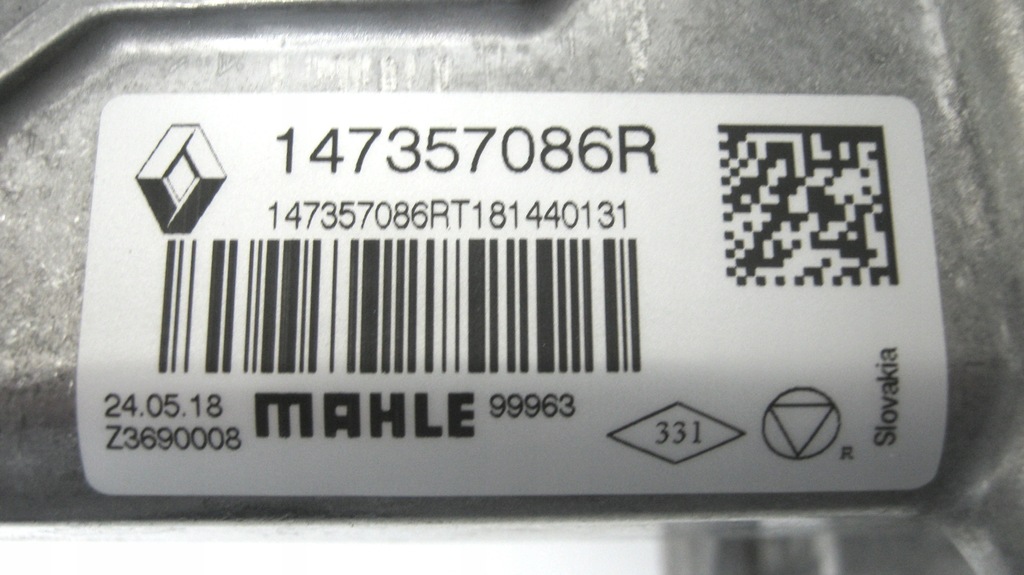 147357086R
147357086RT181440131
24.05.18 MAHLE 99963
Z3690008
331
R
Slovakia